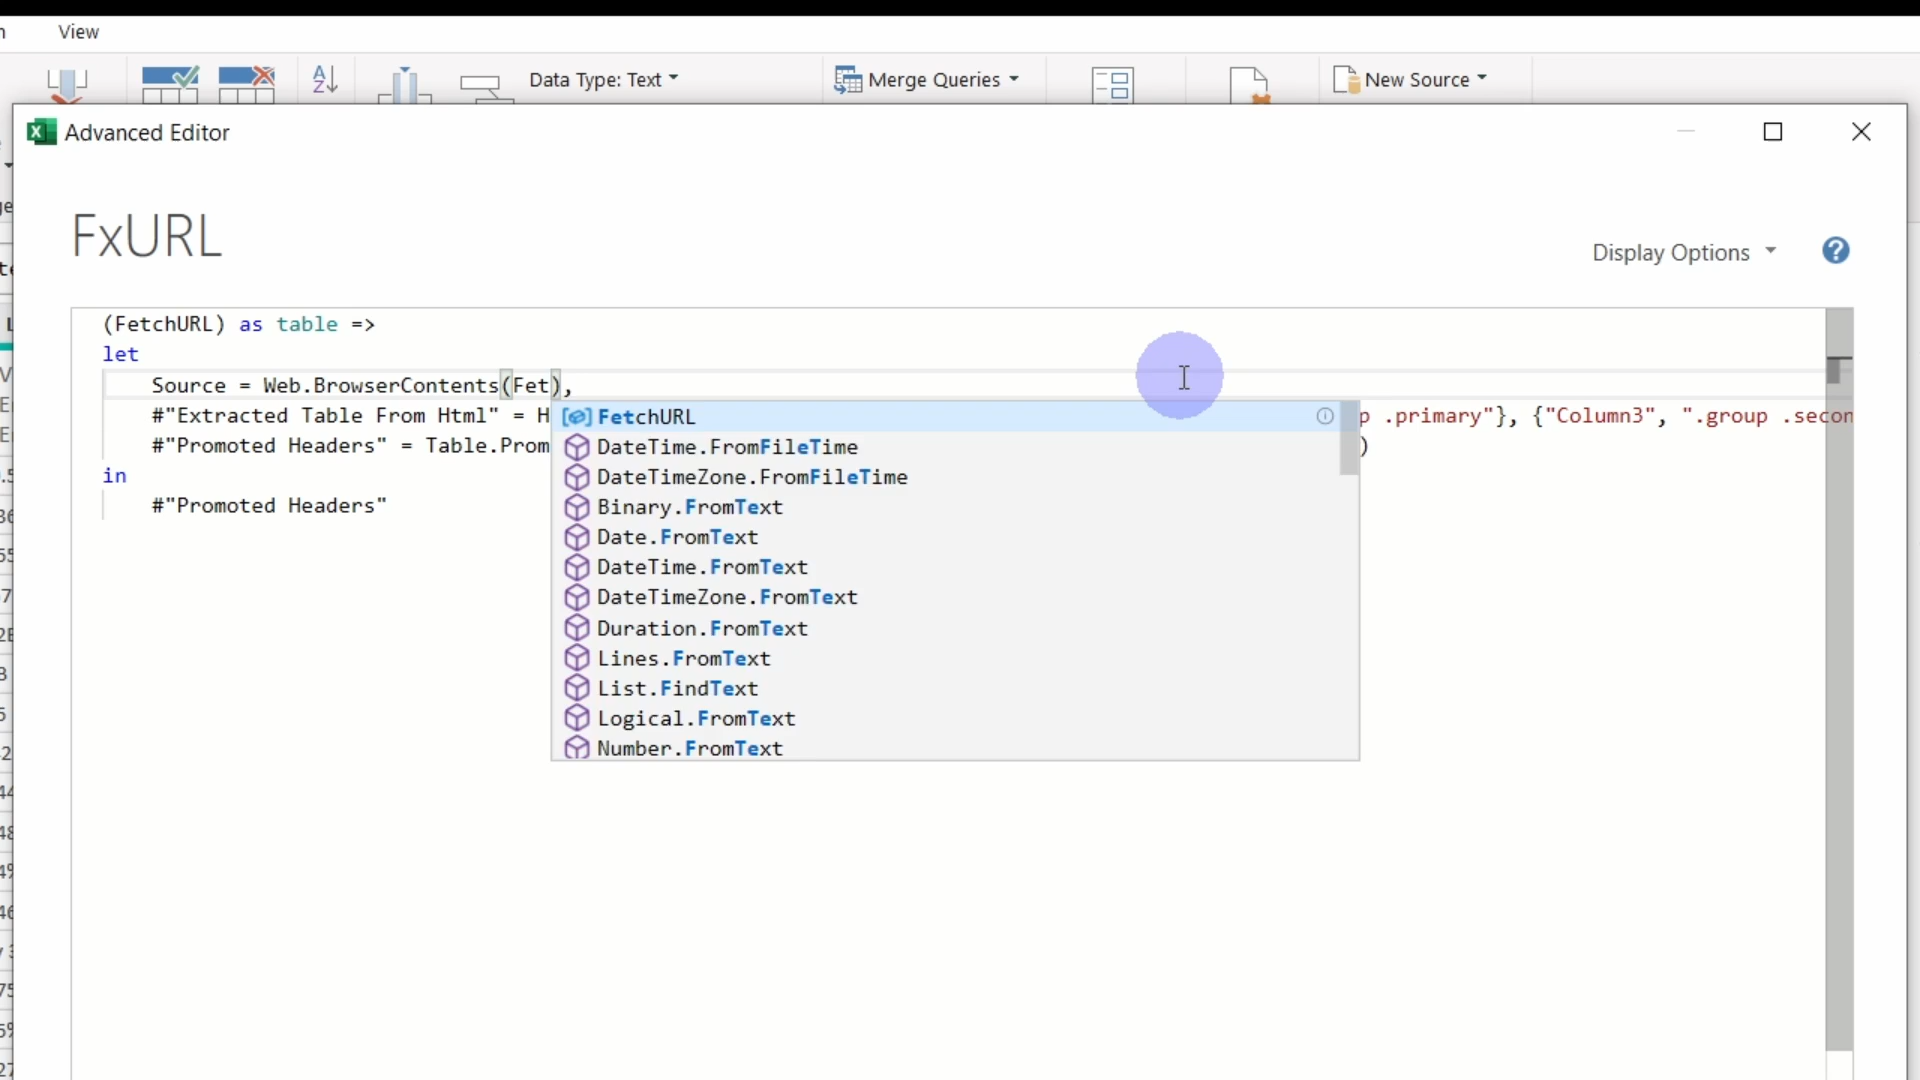 View
Data Type: Text
Merge Queries
New Source
Advanced Editor
FxURL
Display Options
(FetchURL) as table =>
let
Source = Web.BrowserContents(Fet),
#"Extracted Table From Html" = H
p .primary"}, {"Column3", ".group .secon
#"Promoted Headers" = Table.Prom
)
in
#"Promoted Headers"
FetchURL
DateTime.FromFileTime
DateTimeZone.FromFileTime
Binary.FromText
Date.FromText
DateTime.FromText
DateTimeZone.FromText
Duration.FromText
Lines.FromText
List.FindText
Logical.FromText
Number.FromText